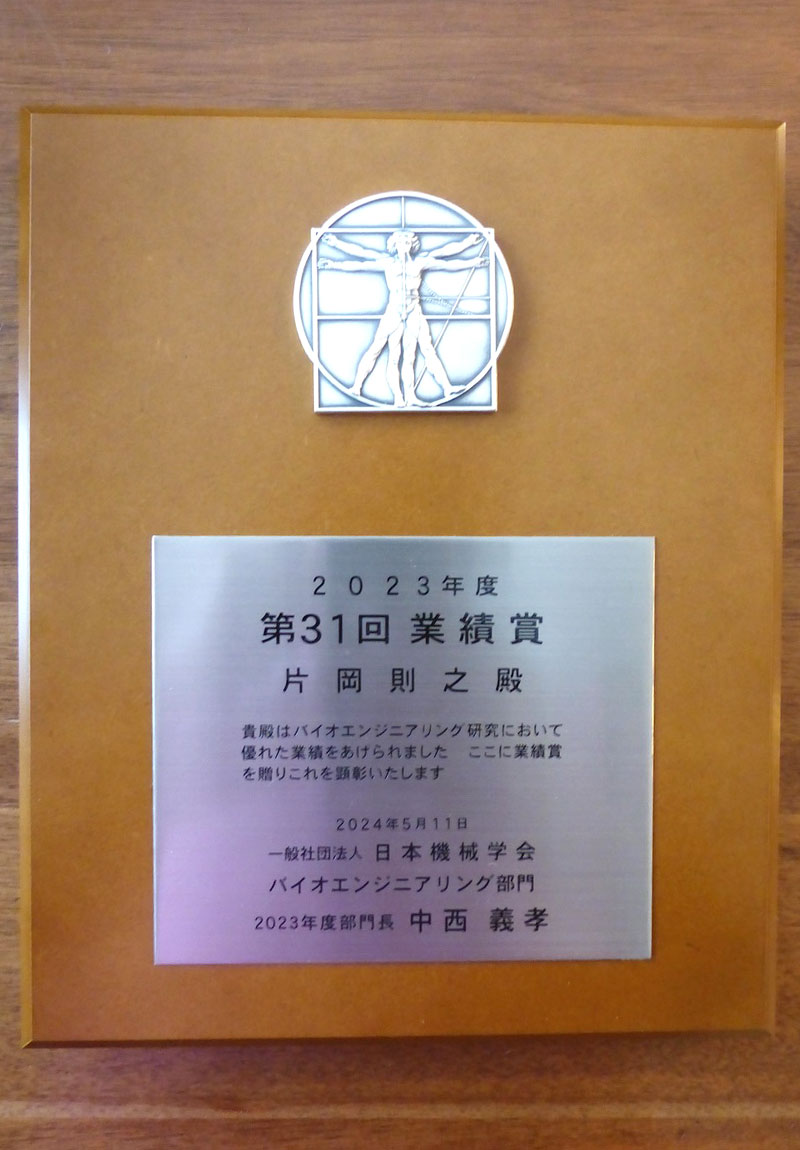 2023年度
第31回 業績賞
片岡則之殿
貴殿はバイオエンジニアリング研究において
優れた業績をあげられました　ここに業績賞
を贈りこれを顕彰いたします
2024年5月11日
一般社団法人 日本機械学会
バイオエンジニアリング部門
2023年度部門長 中西 義孝